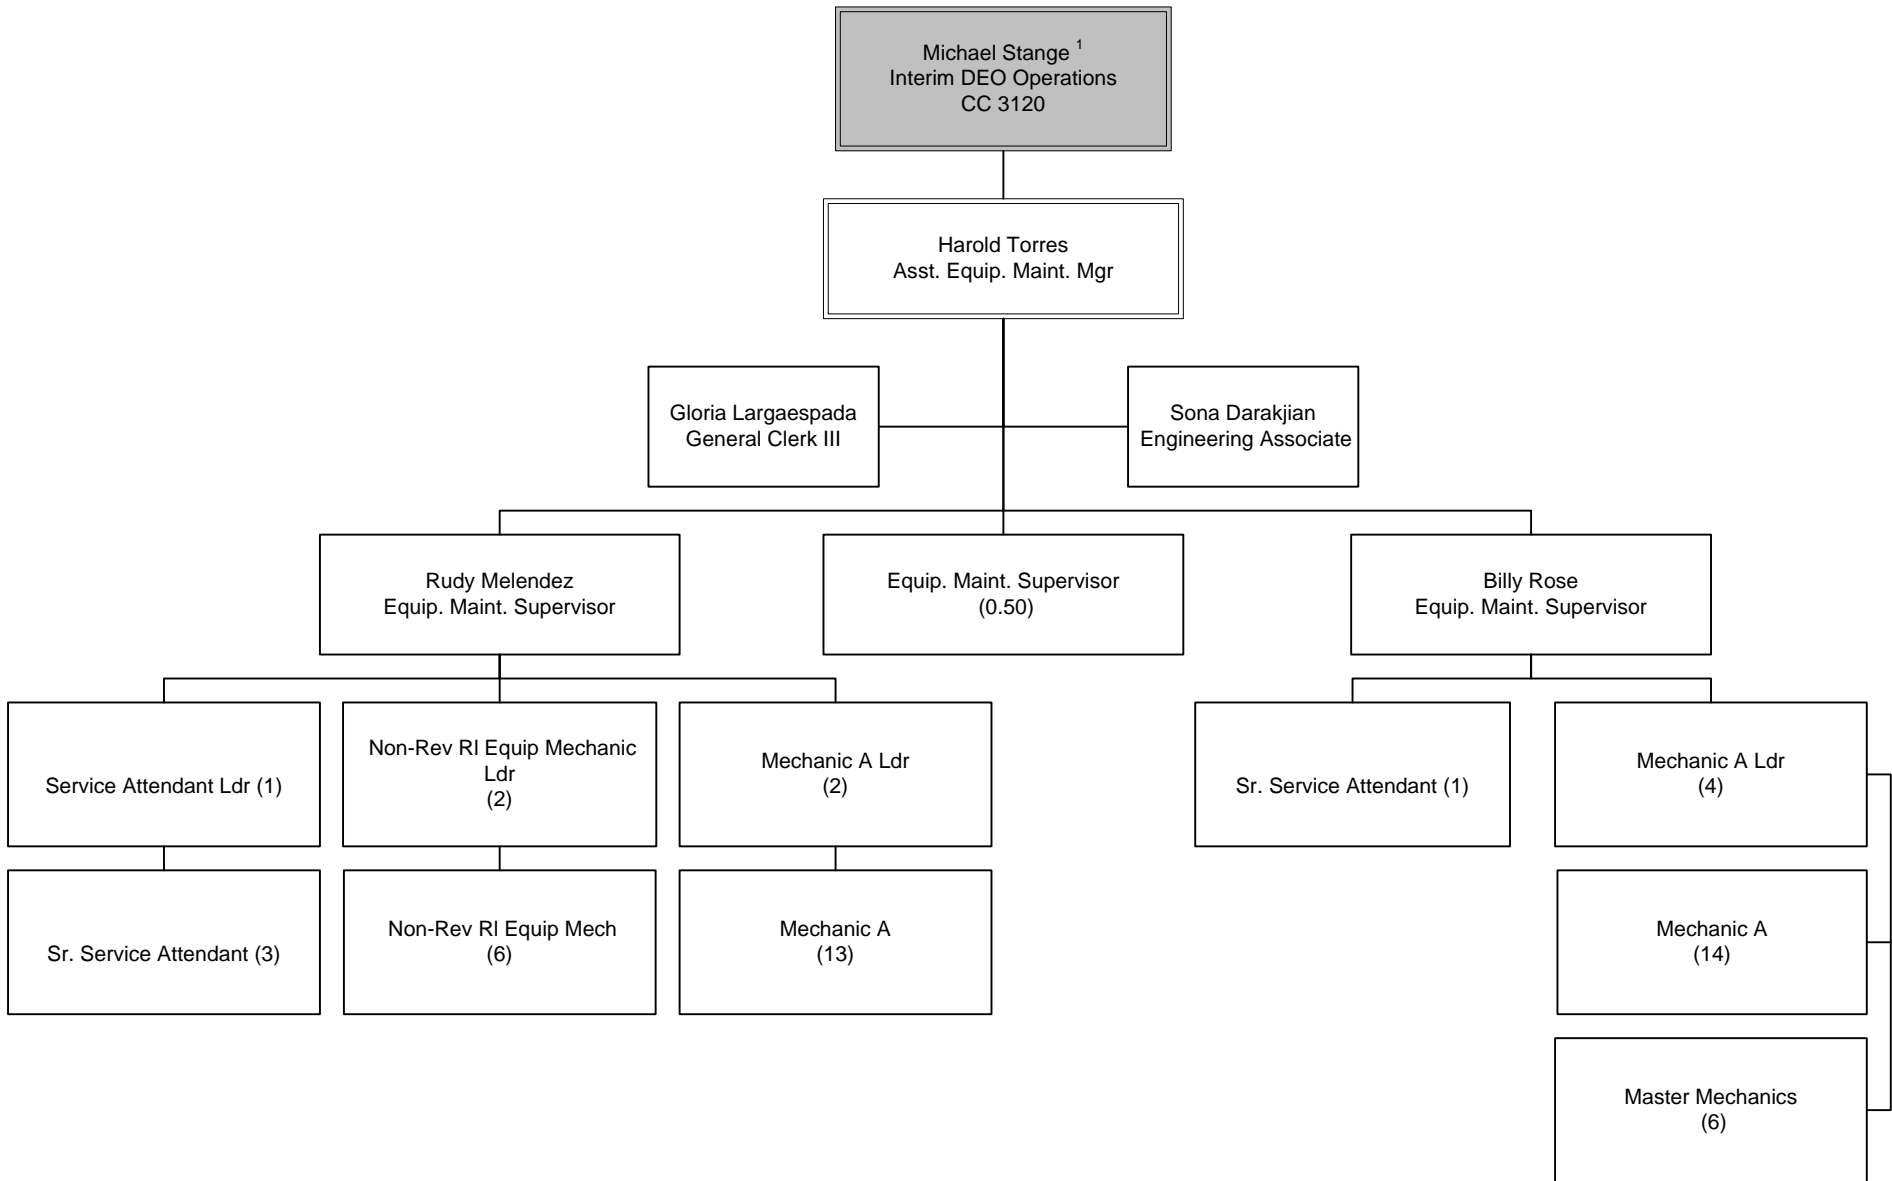 Michael Stange 1
Interim DEO Operations
CC 3120
Harold Torres
Asst. Equip. Maint. Mgr
Gloria Largaespada
General Clerk III
Sona Darakjian
Engineering Associate
Rudy Melendez
Equip. Maint. Supervisor
Equip. Maint. Supervisor
(0.50)
Billy Rose
Equip. Maint. Supervisor
Service Attendant Ldr (1)
Non-Rev Rl Equip Mechanic
Ldr
(2)
Mechanic A Ldr
(2)
Sr. Service Attendant (1)
Mechanic A Ldr
(4)
Sr. Service Attendant (3)
Non-Rev Rl Equip Mech
(6)
Mechanic A
(13)
Mechanic A
(14)
Master Mechanics
(6)